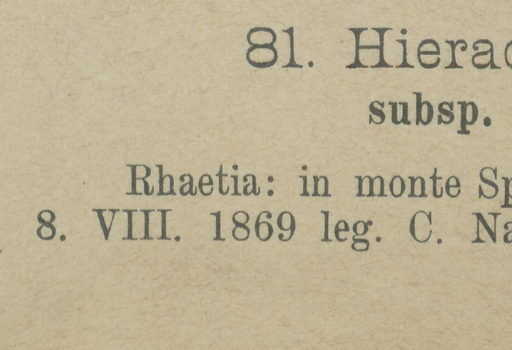 81. Hierac
subsp.
Rhaetia: in monte Sp
8. VIII. 1869 leg. C. Na